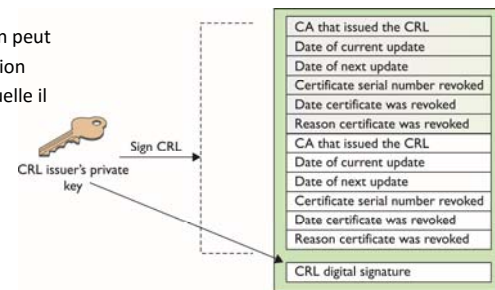 peut
uelle il
Sign CRL
CRL issuer's private
key
CA that issued the CRL
Date of current update
Date of next update
Certificate serial number revoked
Date certificate was revoked
Reason certificate was revoked
CA that issued the CRL
Date of current update
Date of next update
Certificate serial number revoked
Date certificate was revoked
Reason certificate was revoked
CRL digital signature